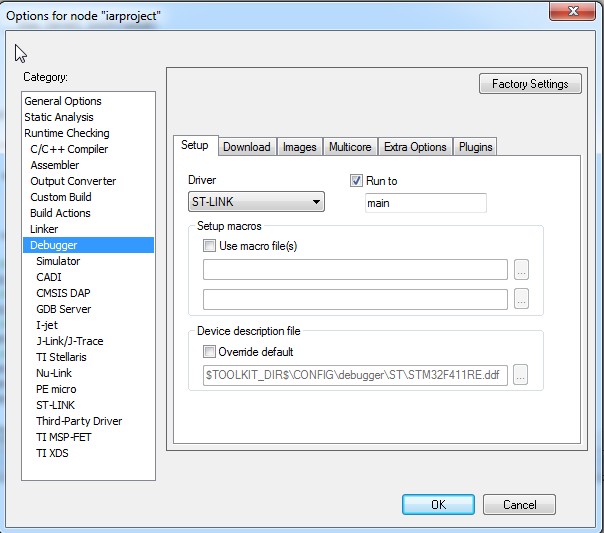 Options for node "iarproject"
Category:
Factory Settings
General Options
Static Analysis
Runtime Checking
C/C++ Compiler
Assembler
Output Converter
Custom Build
Build Actions
Linker
Debugger
Simulator
CADI
CMSIS DAP
GDB Server
I-jet
J-Link/J-Trace
TI Stellaris
Nu-Link
PE micro
ST-LINK
Third-Party Driver
TI MSP-FET
TI XDS
Setup Download Images Multicore Extra Options Plugins
Driver
Run to
ST-LINK
main
Setup macros
Use macro file(s)
...
...
Device description file
Override default
$TOOLKIT_DIR$\CONFIG\debugger\ST\STM32F411RE.ddf
...
OK Cancel